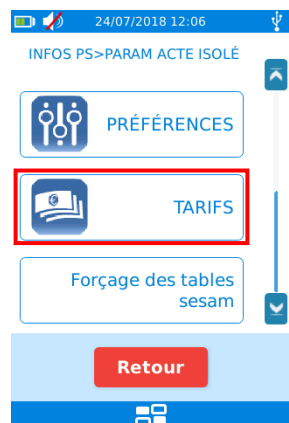 24/07/2018 12:06
INFOS PS>PARAM ACTE ISOLÉ
PRÉFÉRENCES
TARIFS
Forçage des tables
sesam
Retour